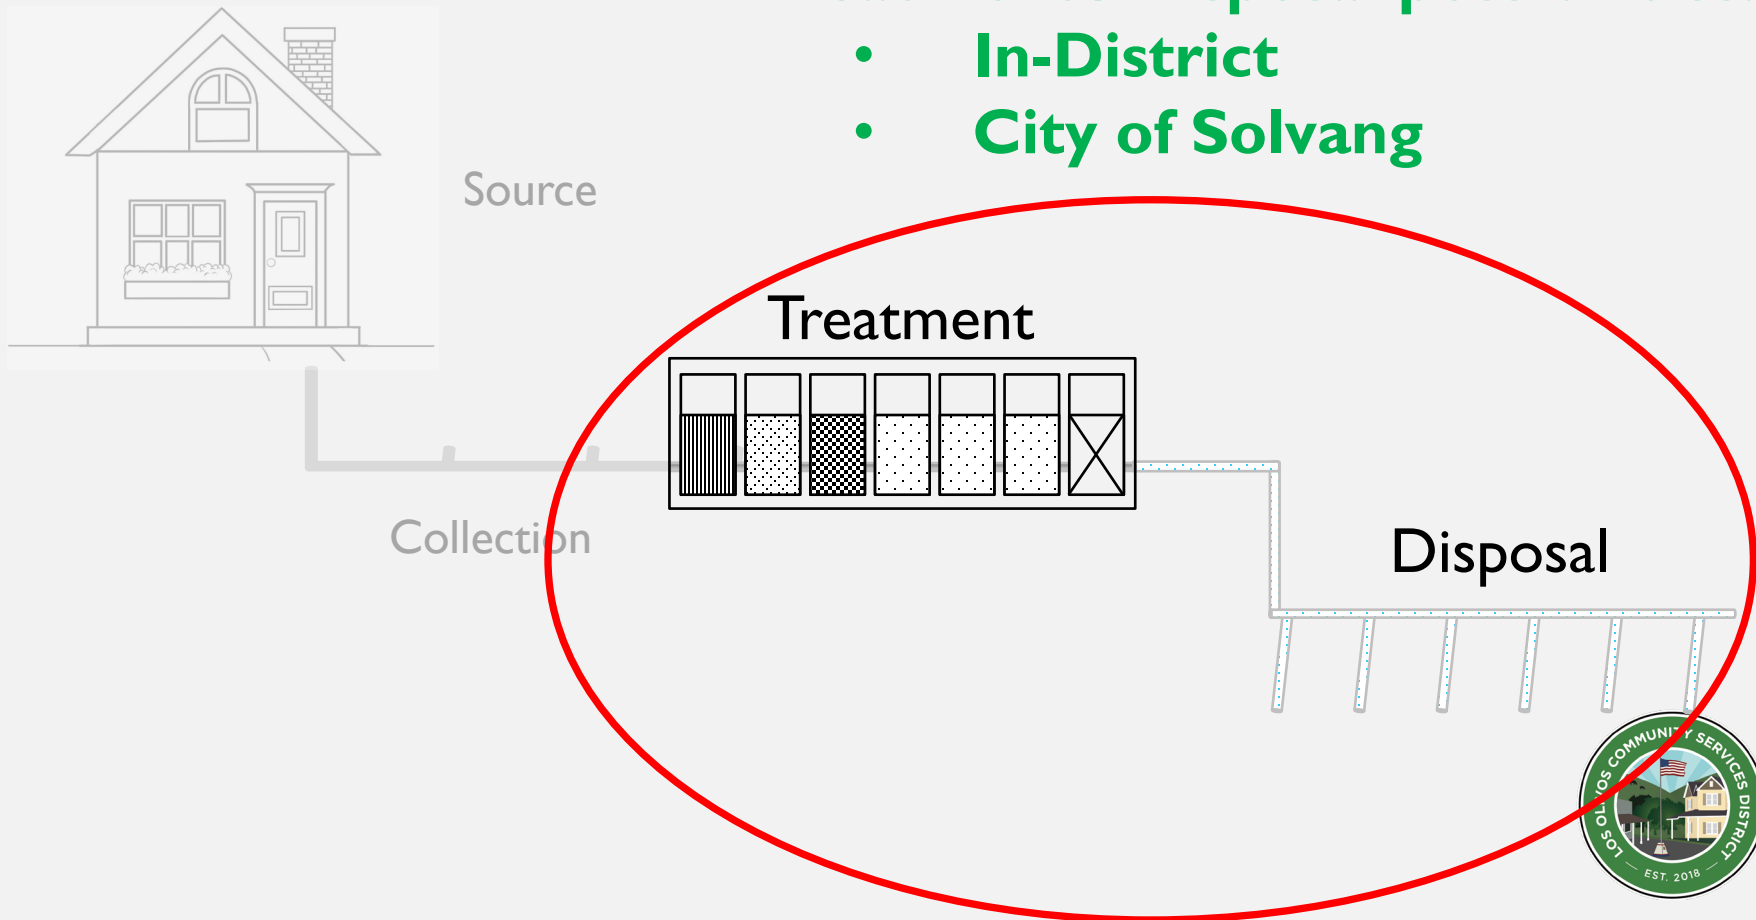 • In-District
• City of Solvang
Source
Treatment
Collection
Disposal
LOS OLIVOS COMMUNITY SERVICES DISTRICT
EST. 2018